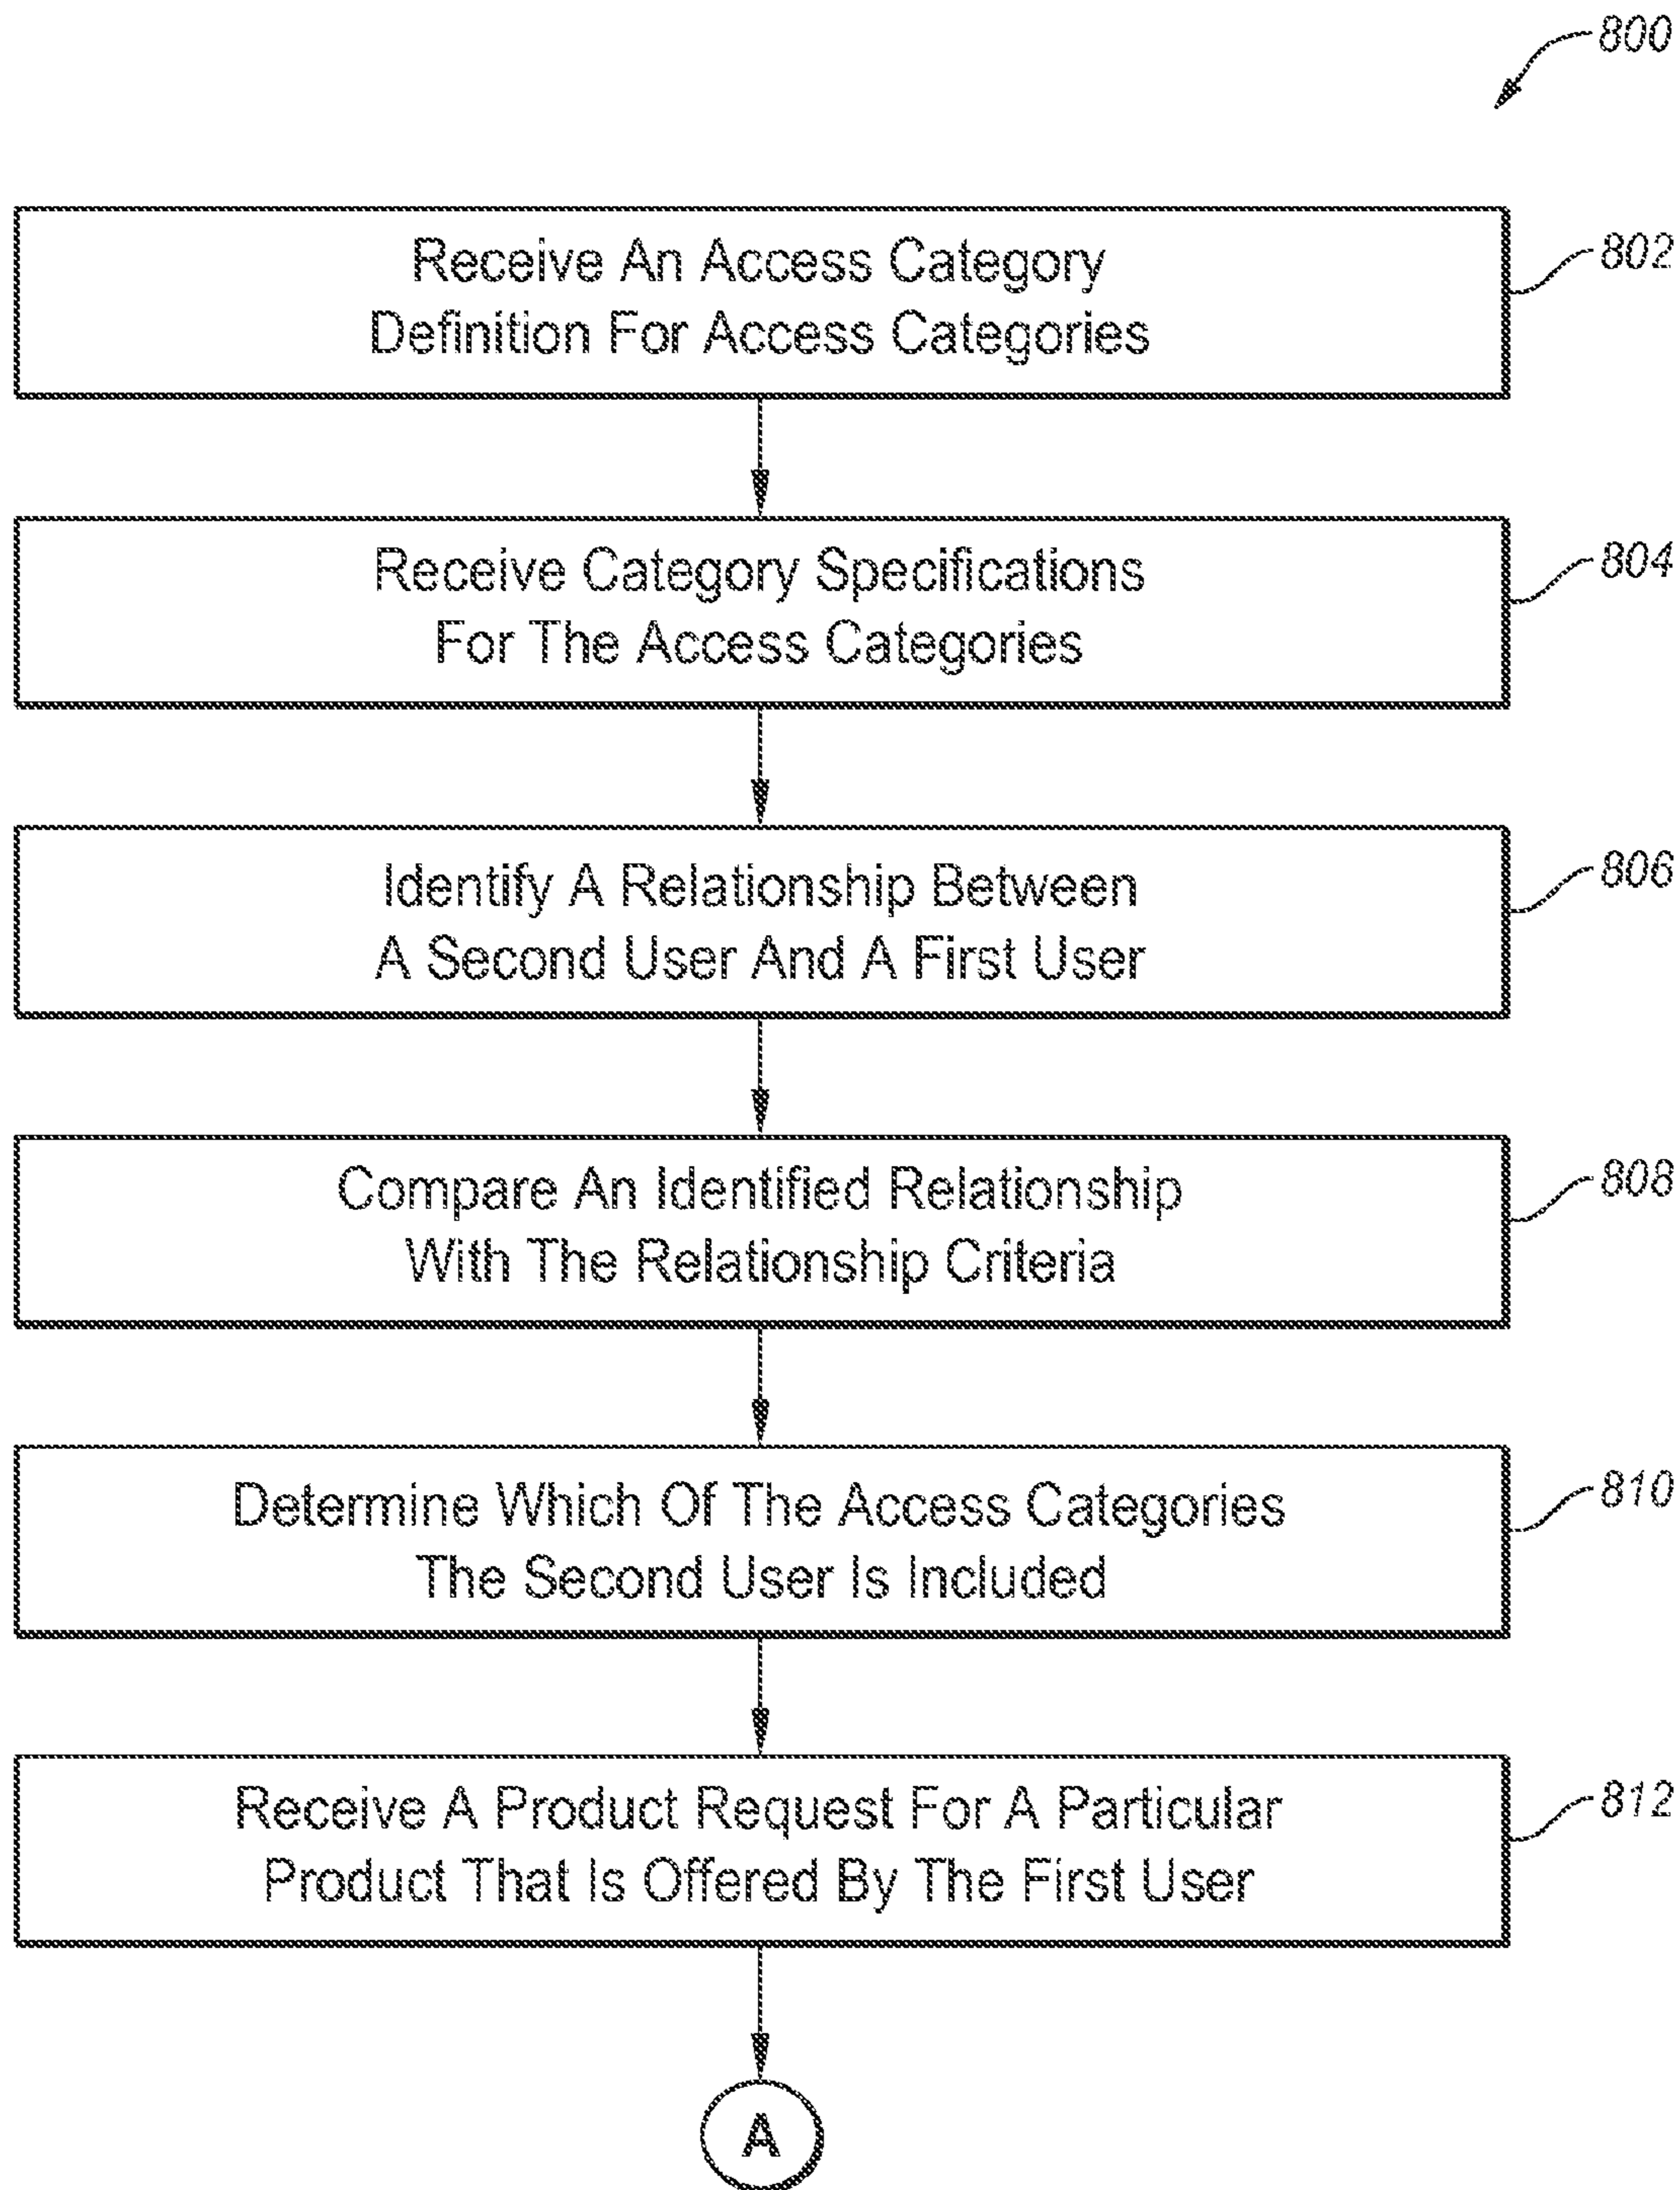 800
Receive An Access Category
Definition For Access Categories
802
Receive Category Specifications
For The Access Categories
804
Identify A Relationship Between
A Second User And A First User
806
Compare An Identified Relationship
With The Relationship Criteria
808
Determine Which Of The Access Categories
The Second User Is Included
810
Receive A Product Request For A Particular
Product That Is Offered By The First User
812
A